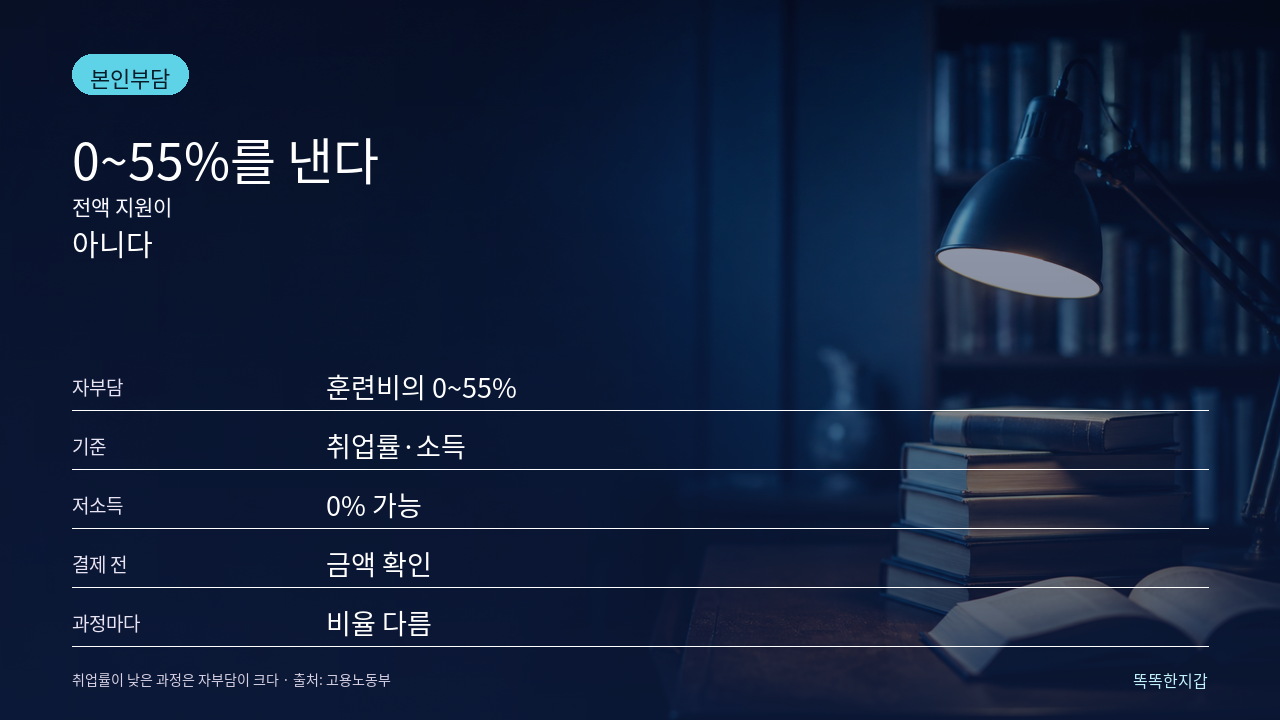 본인부담
0~55%를 낸다
전액 지원이
아니다
자부담 훈련비의 0~55%
기준 취업률·소득
저소득 0% 가능
결제 전 금액 확인
과정마다 비율 다름
취업률이 낮은 과정은 자부담이 크다 · 출처: 고용노동부
똑똑한지갑